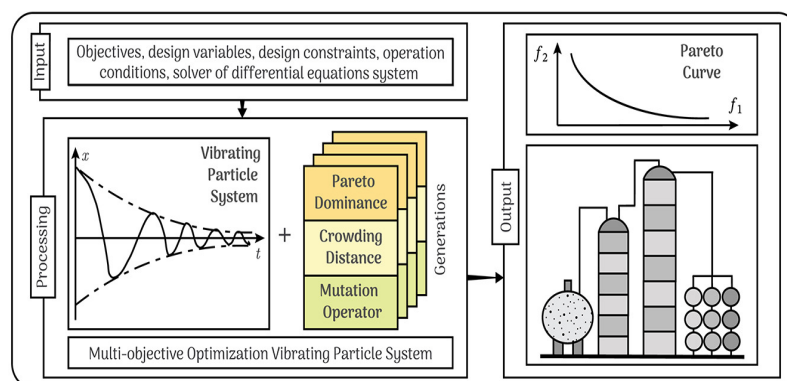 Input
Objectives, design variables, design constraints, operation
conditions, solver of differential equations system
Processing
x
Vibrating
Particle
System
t
+
Pareto
Dominance
Crowding
Distance
Mutation
Operator
Generations
Multi-objective Optimization Vibrating Particle System
Output
f2
Pareto
Curve
f1